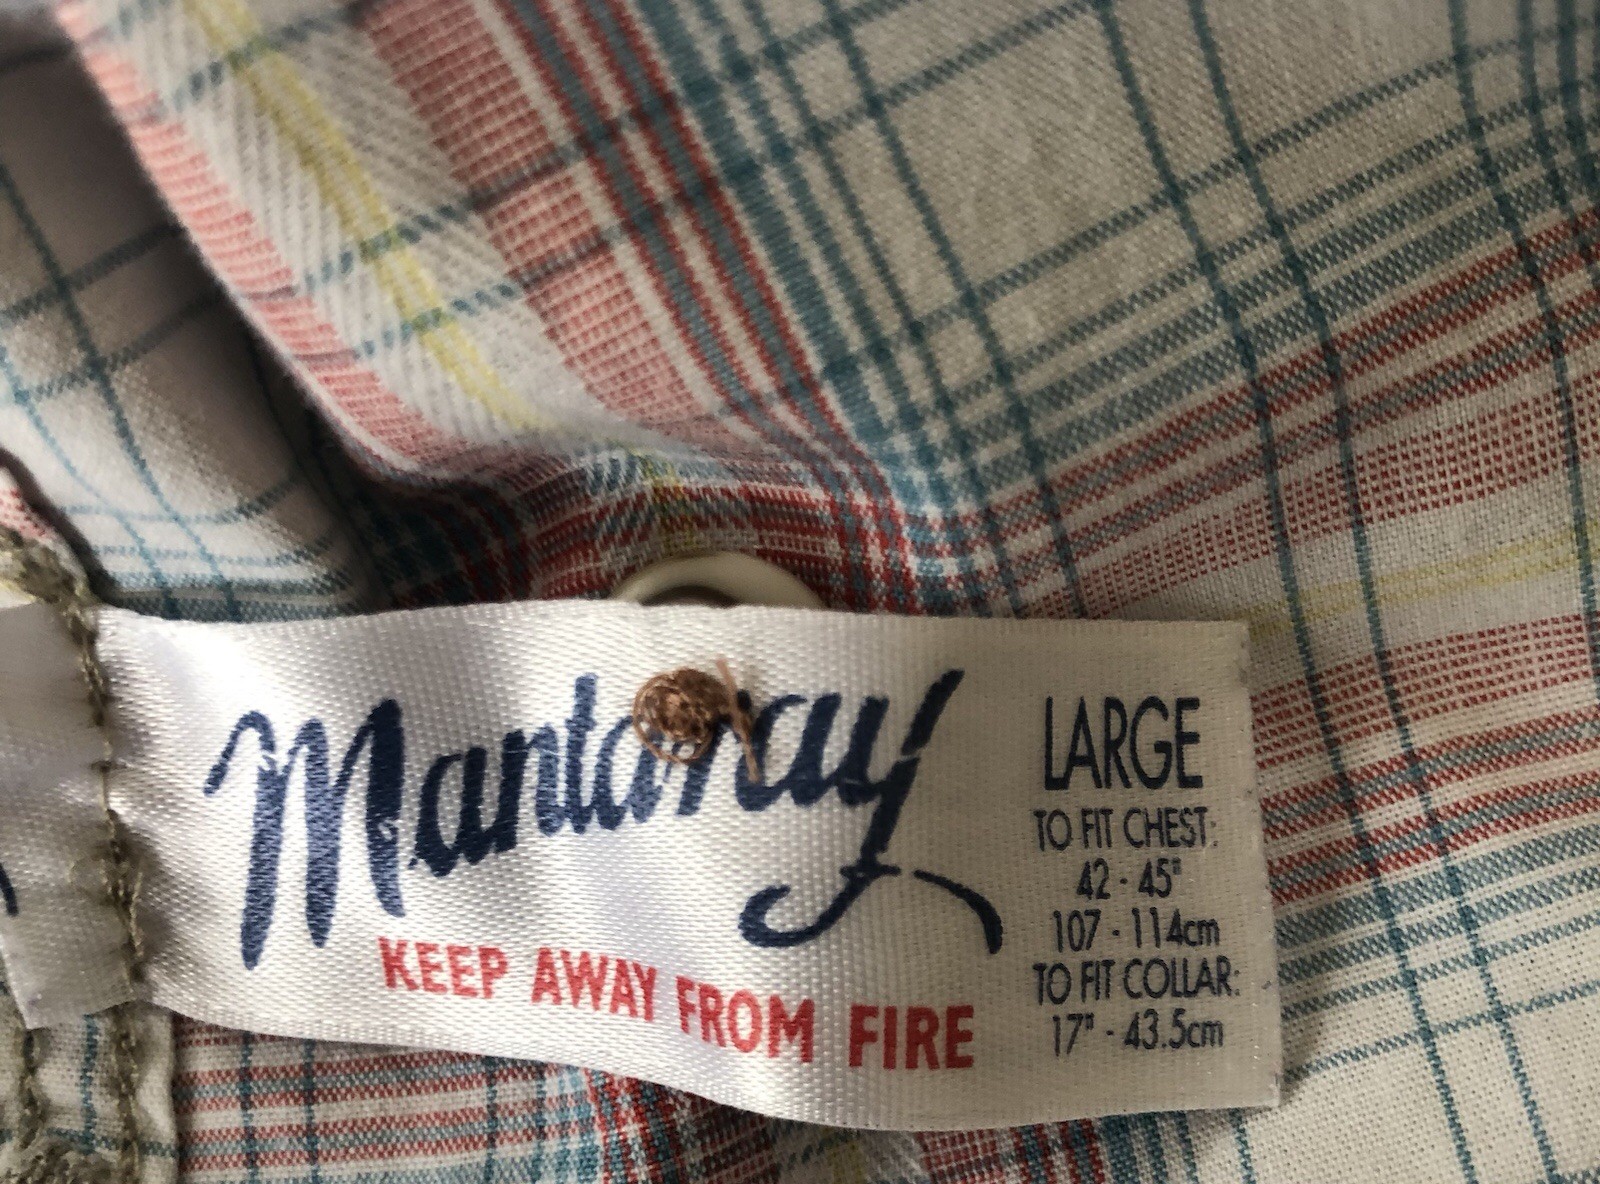 Mantaray
KEEP AWAY FROM FIRE
LARGE
TO FIT CHEST:
42 - 45"
107 - 114cm
TO FIT COLLAR:
17" - 43.5cm